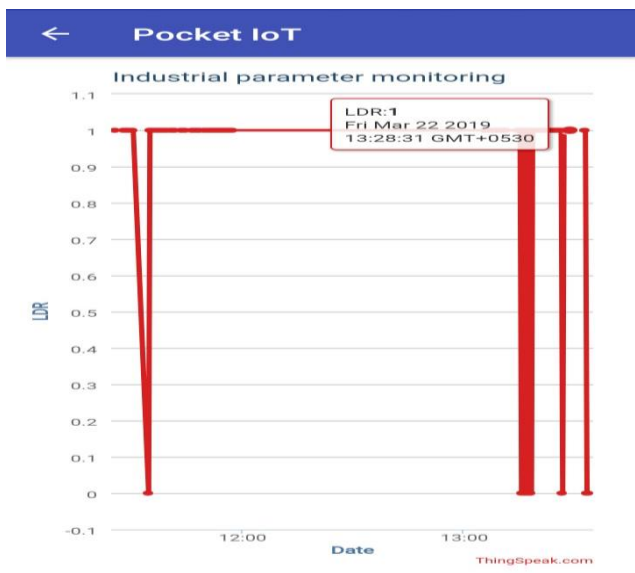 Pocket IoT
Industrial parameter monitoring
1.1
LDR:1
Fri Mar 22 2019
13:28:31 GMT+0530
1
0.9
0.8
0.7
0.6
LDR
0.5
0.4
0.3
0.2
0.1
0
-0.1
12:00
13:00
Date
ThingSpeak.com